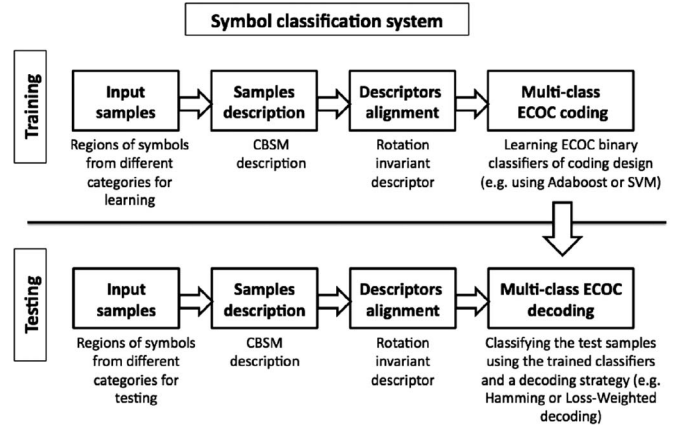 Symbol classification system
Training
Input
samples
Samples
description
Descriptors
alignment
Multi-class
ECOC coding
Regions of symbols
from different
categories for
learning
CBSM
description
Rotation
invariant
descriptor
Learning ECOC binary
classifiers of coding design
(e.g. using Adaboost or SVM)
Testing
Input
samples
Samples
description
Descriptors
alignment
Multi-class ECOC
decoding
Regions of symbols
from different
categories for
testing
CBSM
description
Rotation
invariant
descriptor
Classifying the test samples
using the trained classifiers
and a decoding strategy (e.g.
Hamming or Loss-Weighted
decoding)